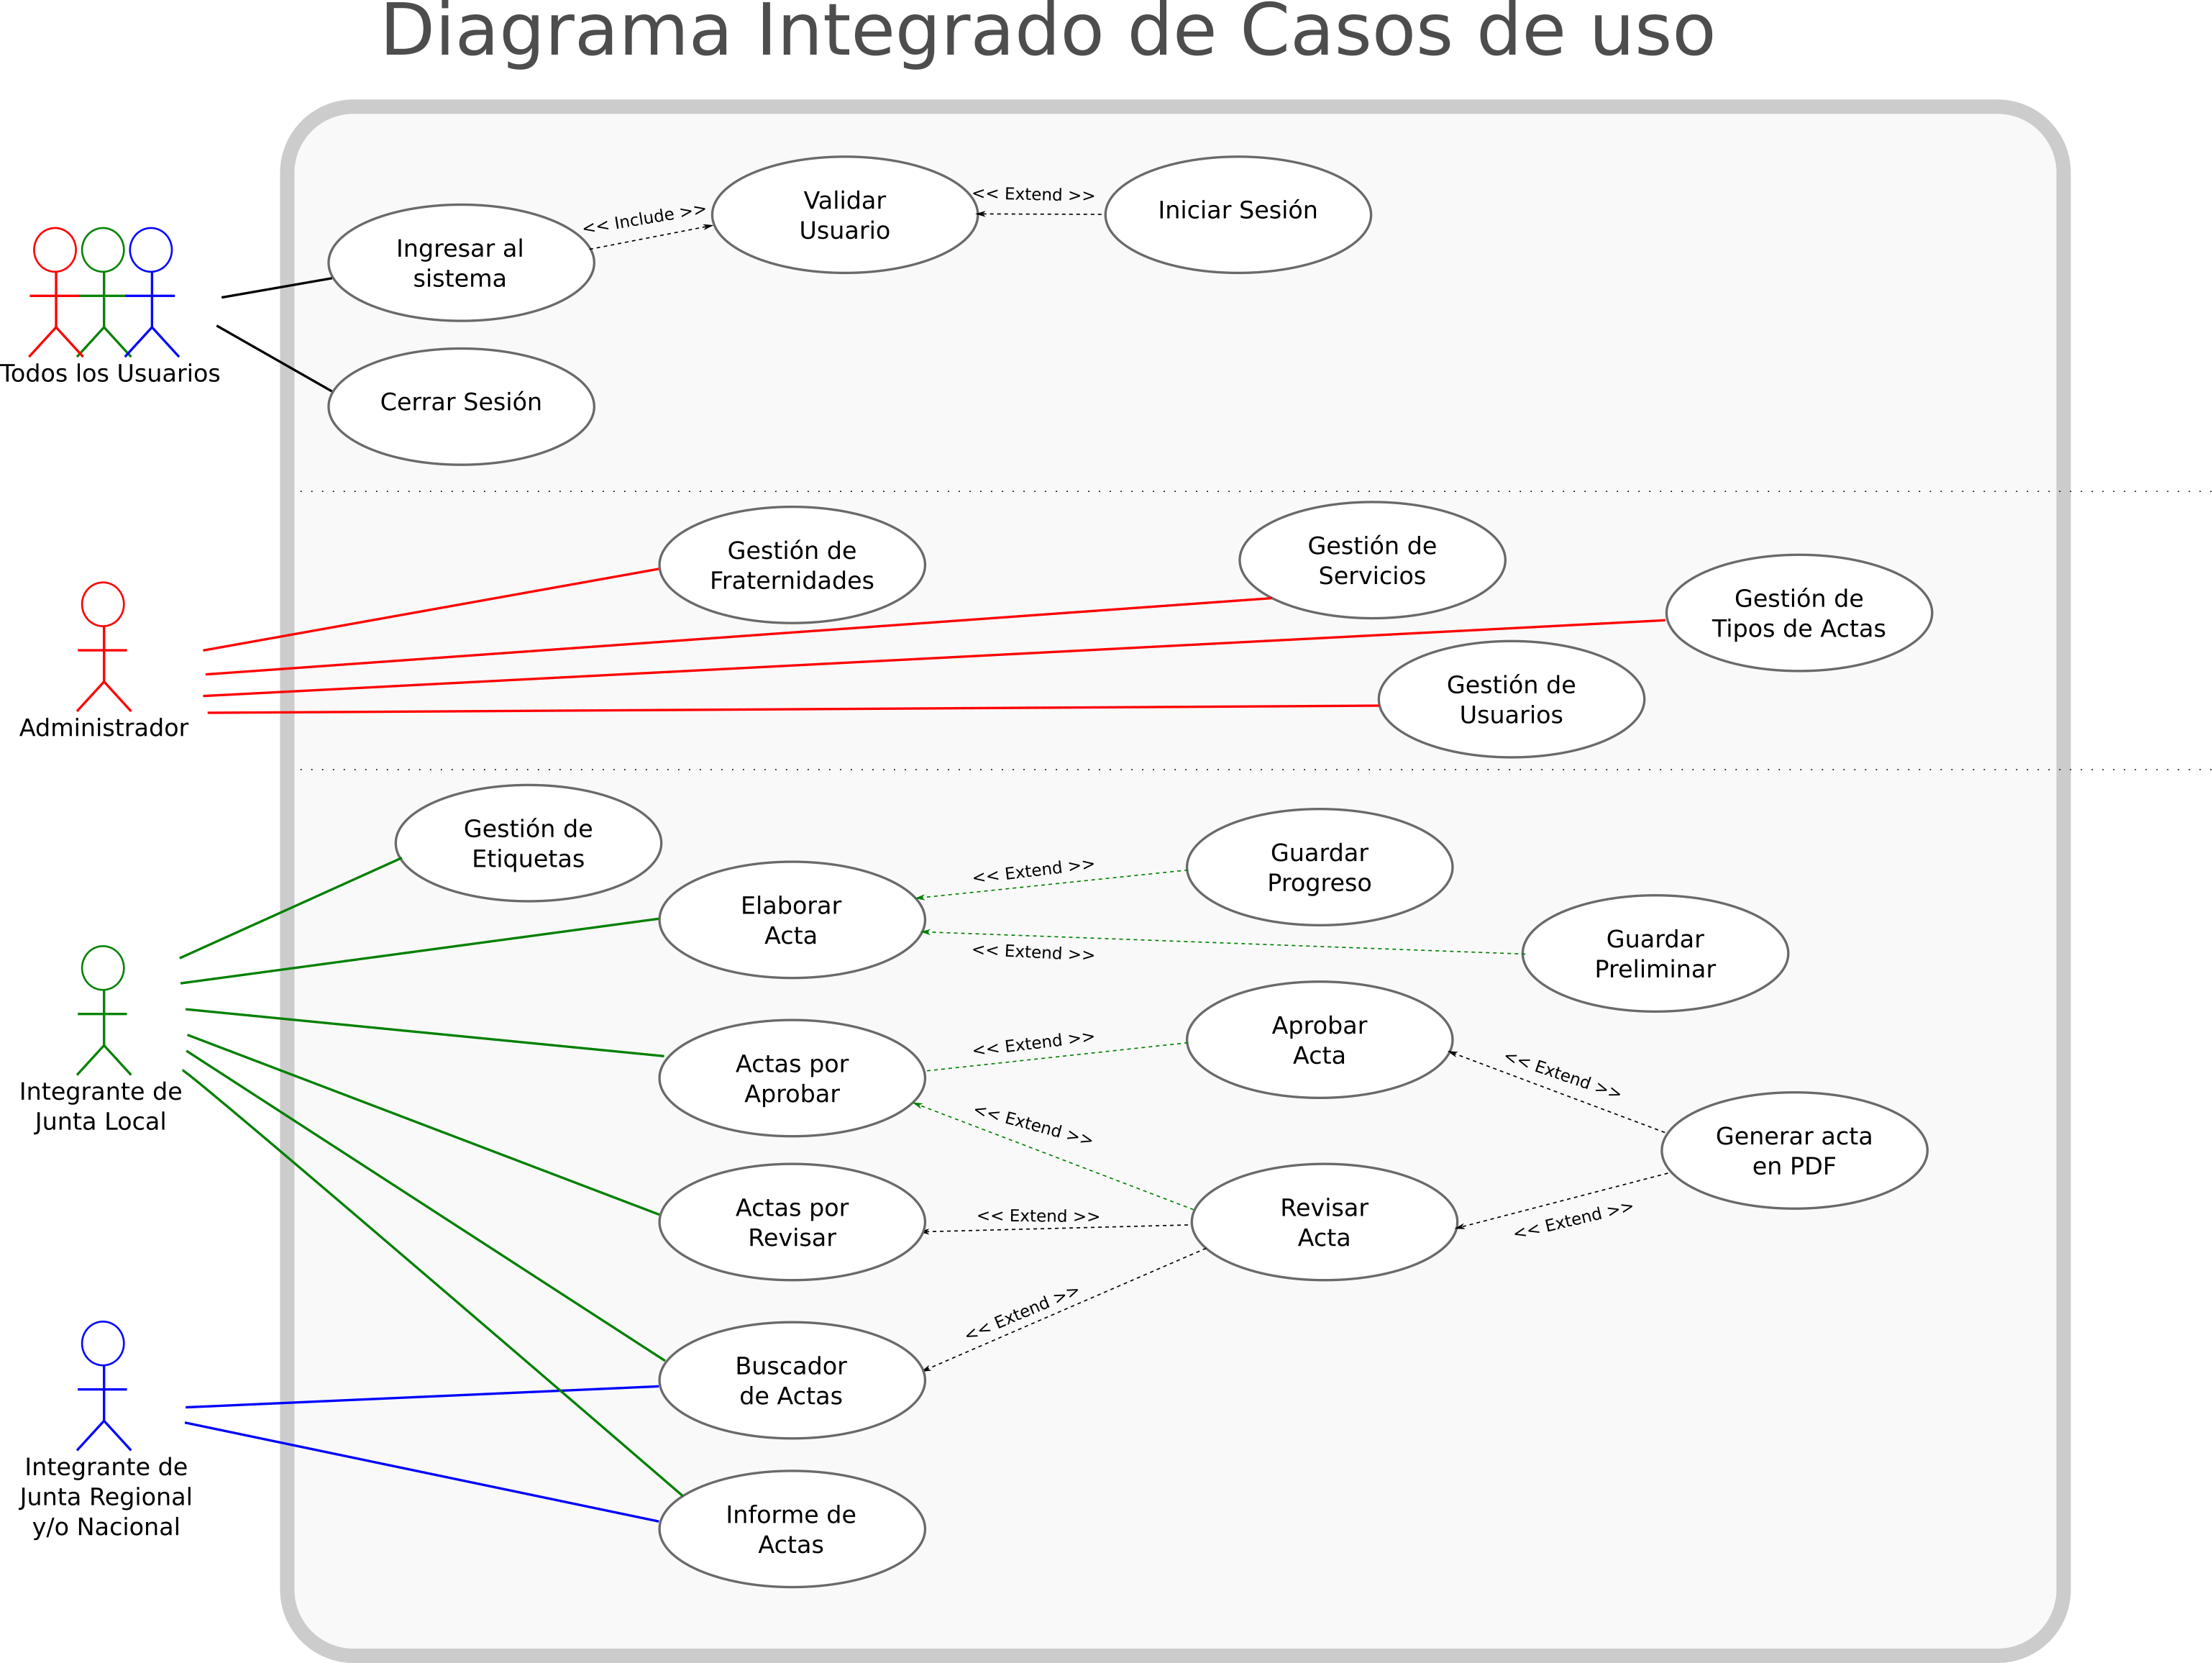 Diagrama Integrado de Casos de uso
<< Include >>
Validar
Usuario
<< Extend >>
Iniciar Sesión
Ingresar al
sistema
Todos los Usuarios
Cerrar Sesión
Gestión de
Fraternidades
Gestión de
Servicios
Gestión de
Tipos de Actas
Gestión de
Usuarios
Administrador
Gestión de
Etiquetas
Elaborar
Acta
<< Extend >>
Guardar
Progreso
<< Extend >>
Guardar
Preliminar
Integrante de
Junta Local
Actas por
Aprobar
<< Extend >>
Aprobar
Acta
<< Extend >>
<< Extend >>
Generar acta
en PDF
Actas por
Revisar
<< Extend >>
Revisar
Acta
<< Extend >>
<< Extend >>
Buscador
de Actas
Integrante de
Junta Regional
y/o Nacional
Informe de
Actas